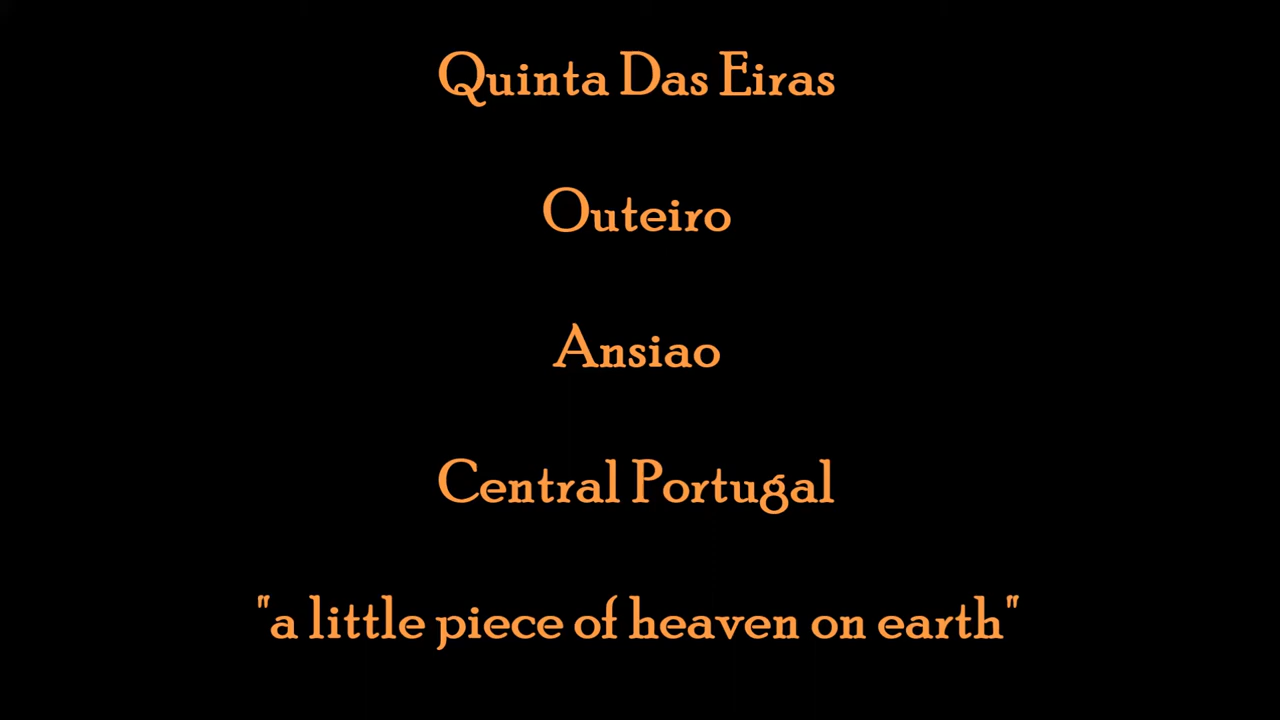 Quinta Das Eiras
Outeiro
Ansiao
Central Portugal
"a little piece of heaven on earth"